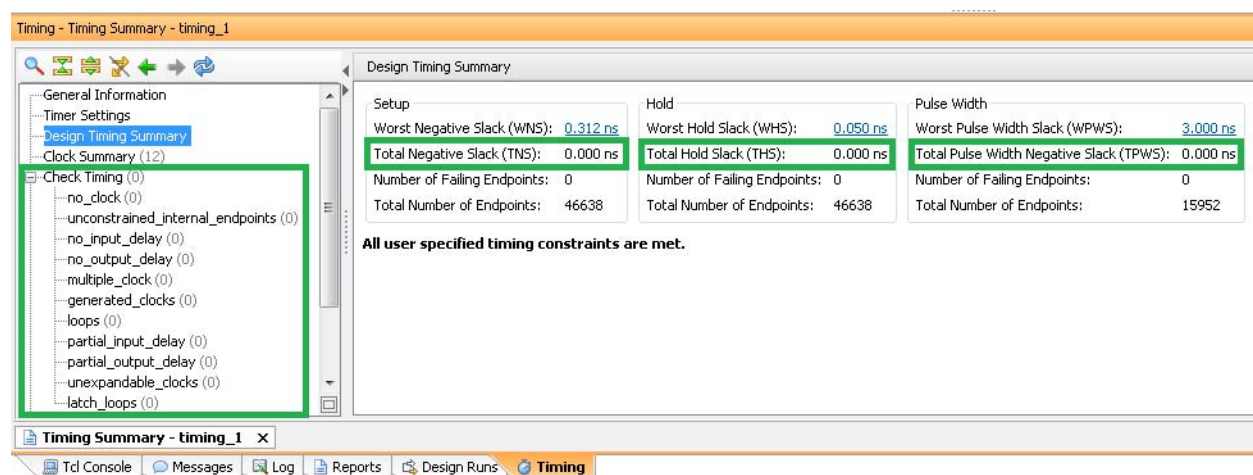 Timing - Timing Summary - timing_1
General Information
Timer Settings
Design Timing Summary
Clock Summary (12)
Check Timing (0)
no_clock (0)
unconstrained_internal_endpoints (0)
no_input_delay (0)
no_output_delay (0)
multiple_clock (0)
generated_clocks (0)
loops (0)
partial_input_delay (0)
partial_output_delay (0)
unexpandable_clocks (0)
latch_loops (0)
Design Timing Summary
Setup
Worst Negative Slack (WNS): 0.312 ns
Total Negative Slack (TNS): 0.000 ns
Number of Failing Endpoints: 0
Total Number of Endpoints: 46638
Hold
Worst Hold Slack (WHS): 0.050 ns
Total Hold Slack (THS): 0.000 ns
Number of Failing Endpoints: 0
Total Number of Endpoints: 46638
Pulse Width
Worst Pulse Width Slack (WPWS): 3.000 ns
Total Pulse Width Negative Slack (TPWS): 0.000 ns
Number of Failing Endpoints: 0
Total Number of Endpoints: 15952
All user specified timing constraints are met.
Timing Summary - timing_1 x
Tcl Console Messages Log Reports Design Runs Timing